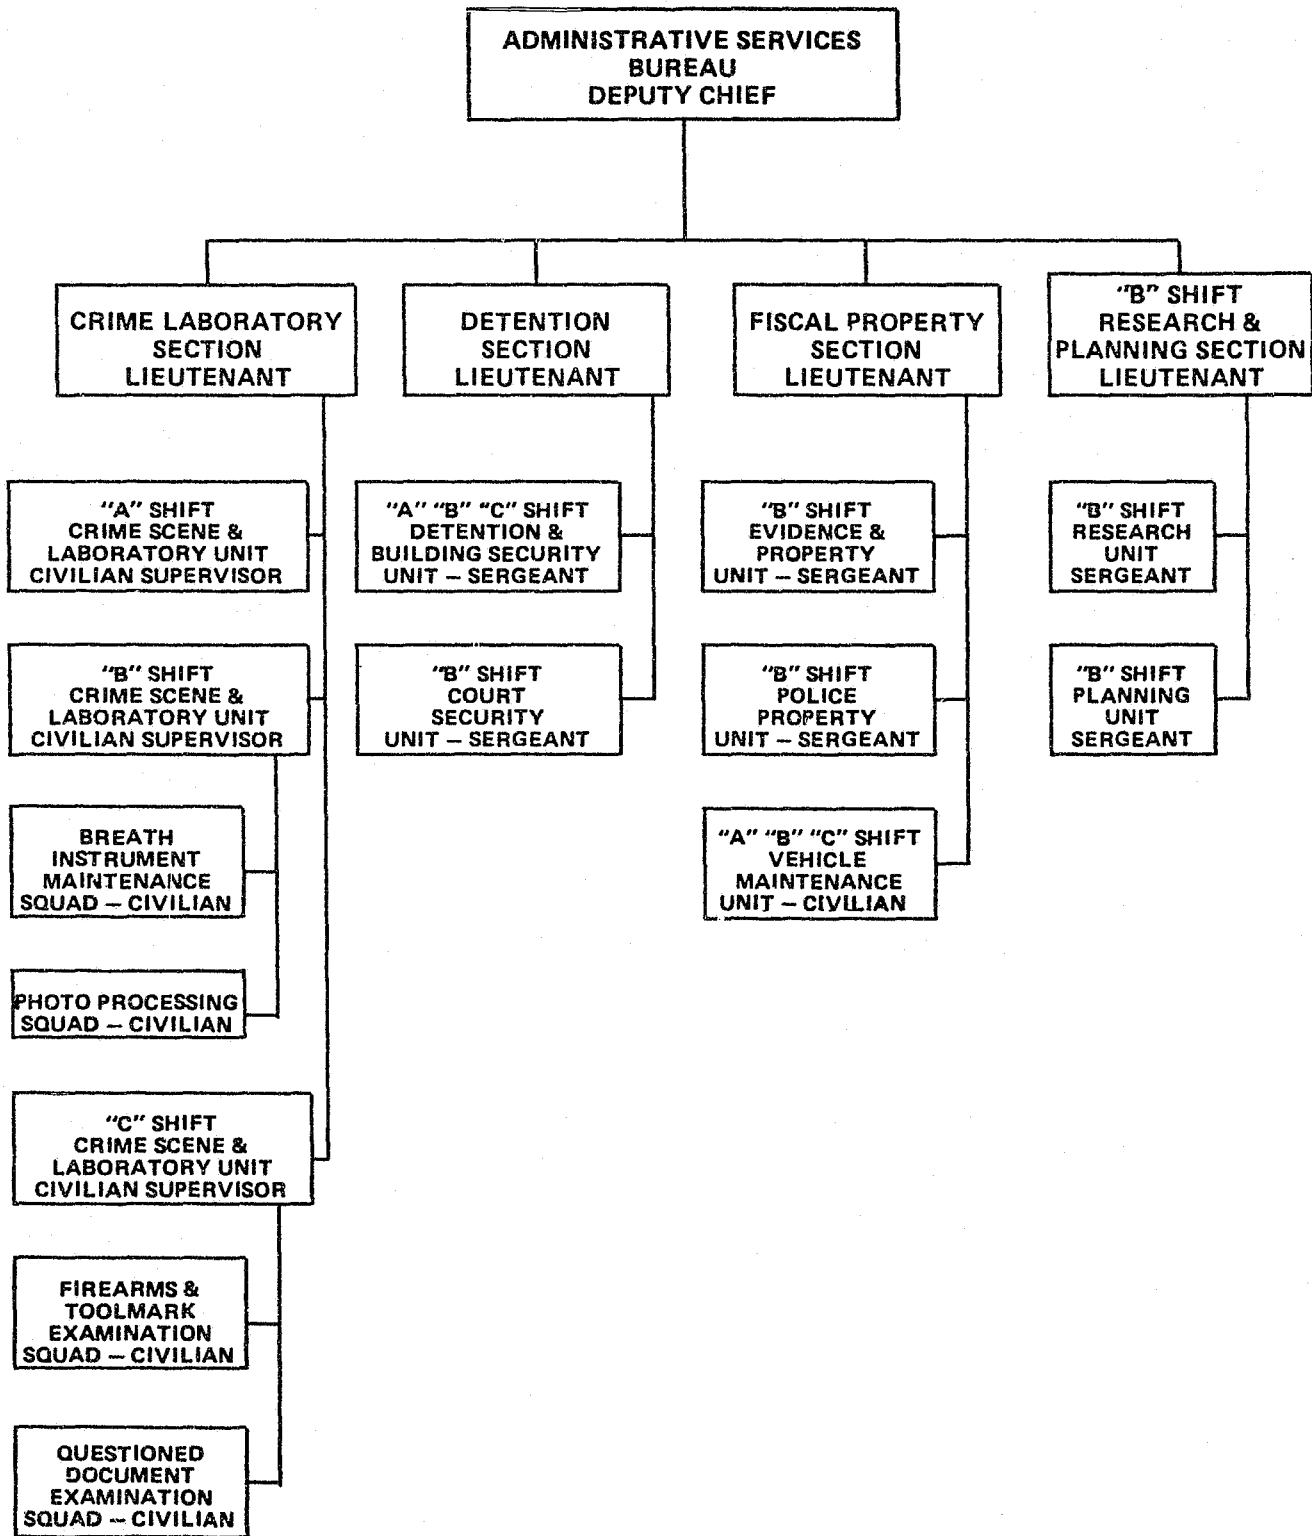 ADMINISTRATIVE SERVICES
BUREAU
DEPUTY CHIEF
CRIME LABORATORY
SECTION
LIEUTENANT
DETENTION
SECTION
LIEUTENANT
FISCAL PROPERTY
SECTION
LIEUTENANT
"B" SHIFT
RESEARCH &
PLANNING SECTION
LIEUTENANT
"A" SHIFT
CRIME SCENE &
LABORATORY UNIT
CIVILIAN SUPERVISOR
"A" "B" "C" SHIFT
DETENTION &
BUILDING SECURITY
UNIT – SERGEANT
"B" SHIFT
EVIDENCE &
PROPERTY
UNIT – SERGEANT
"B" SHIFT
RESEARCH
UNIT
SERGEANT
"B" SHIFT
CRIME SCENE &
LABORATORY UNIT
CIVILIAN SUPERVISOR
"B" SHIFT
COURT
SECURITY
UNIT – SERGEANT
"B" SHIFT
POLICE
PROPERTY
UNIT – SERGEANT
"B" SHIFT
PLANNING
UNIT
SERGEANT
BREATH
INSTRUMENT
MAINTENANCE
SQUAD – CIVILIAN
"A" "B" "C" SHIFT
VEHICLE
MAINTENANCE
UNIT – CIVILIAN
PHOTO PROCESSING
SQUAD – CIVILIAN
"C" SHIFT
CRIME SCENE &
LABORATORY UNIT
CIVILIAN SUPERVISOR
FIREARMS &
TOOLMARK
EXAMINATION
SQUAD – CIVILIAN
QUESTIONED
DOCUMENT
EXAMINATION
SQUAD – CIVILIAN